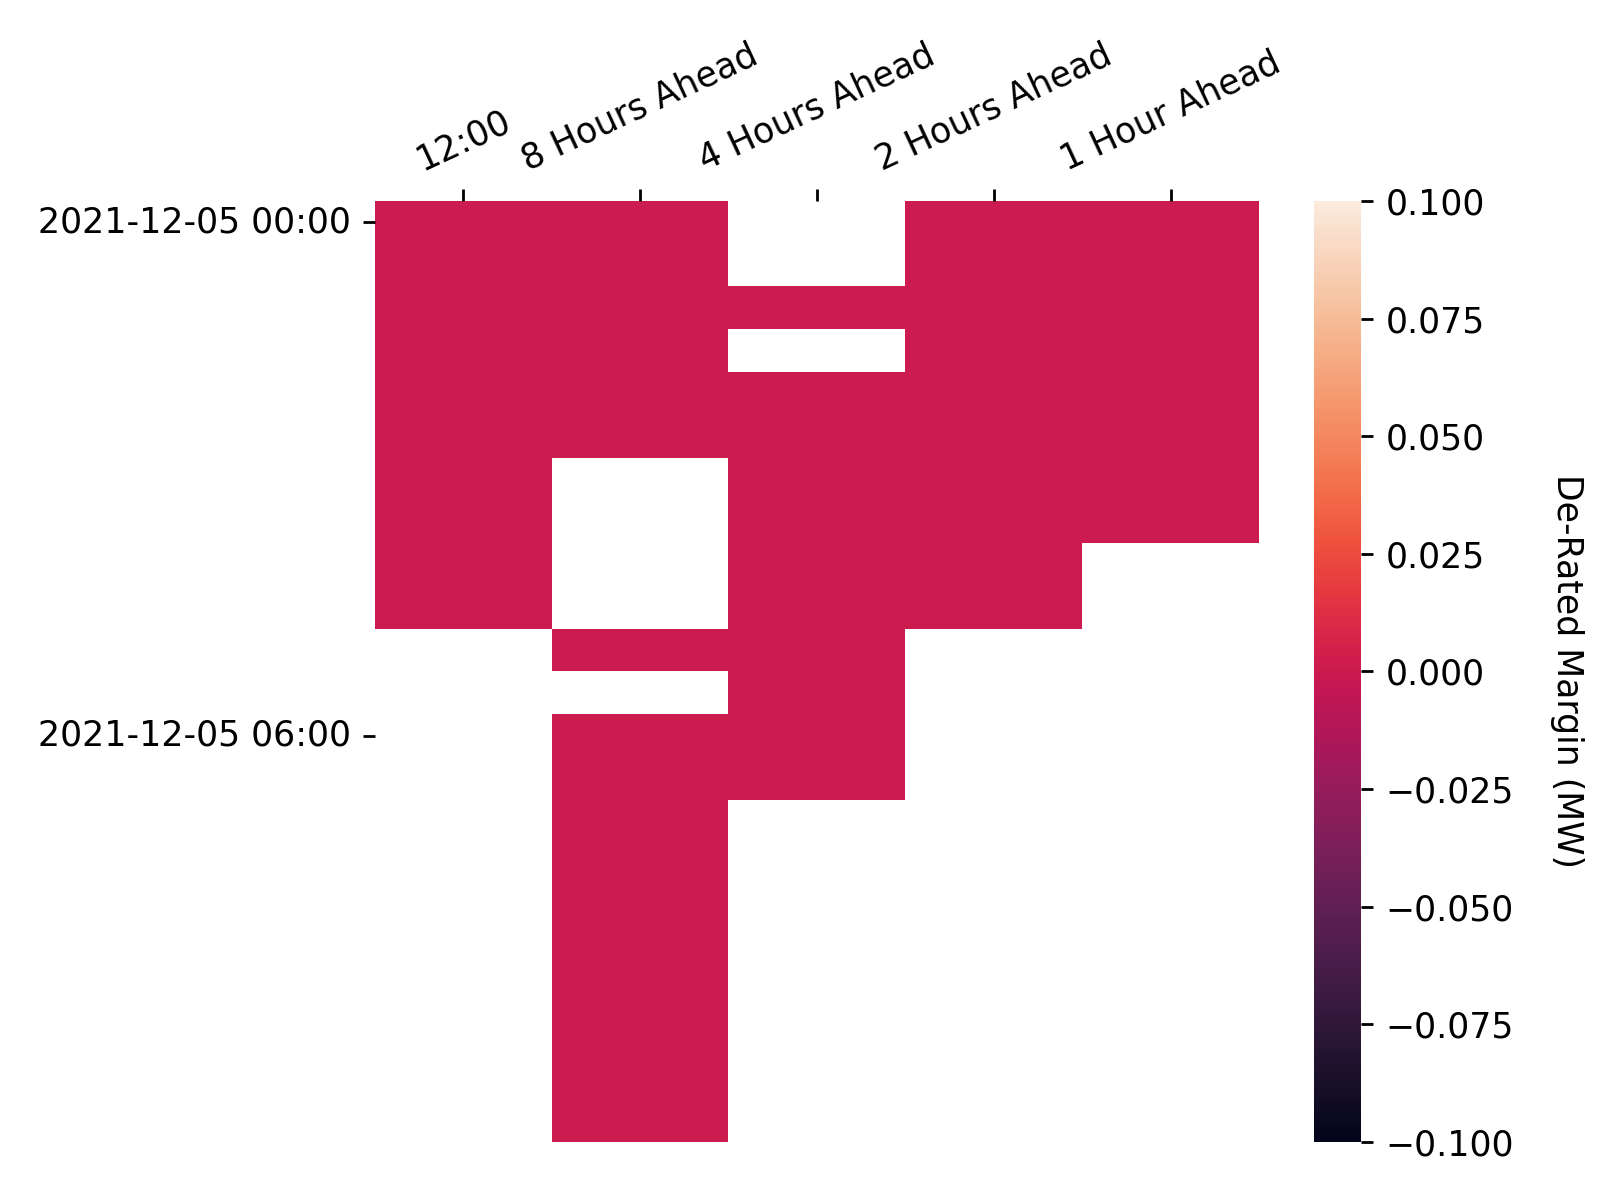 12:00
8 Hours Ahead
4 Hours Ahead
2 Hours Ahead
1 Hour Ahead
2021-12-05 00:00
2021-12-05 06:00
0.100
0.075
0.050
0.025
0.000
−0.025
−0.050
−0.075
−0.100
De-Rated Margin (MW)